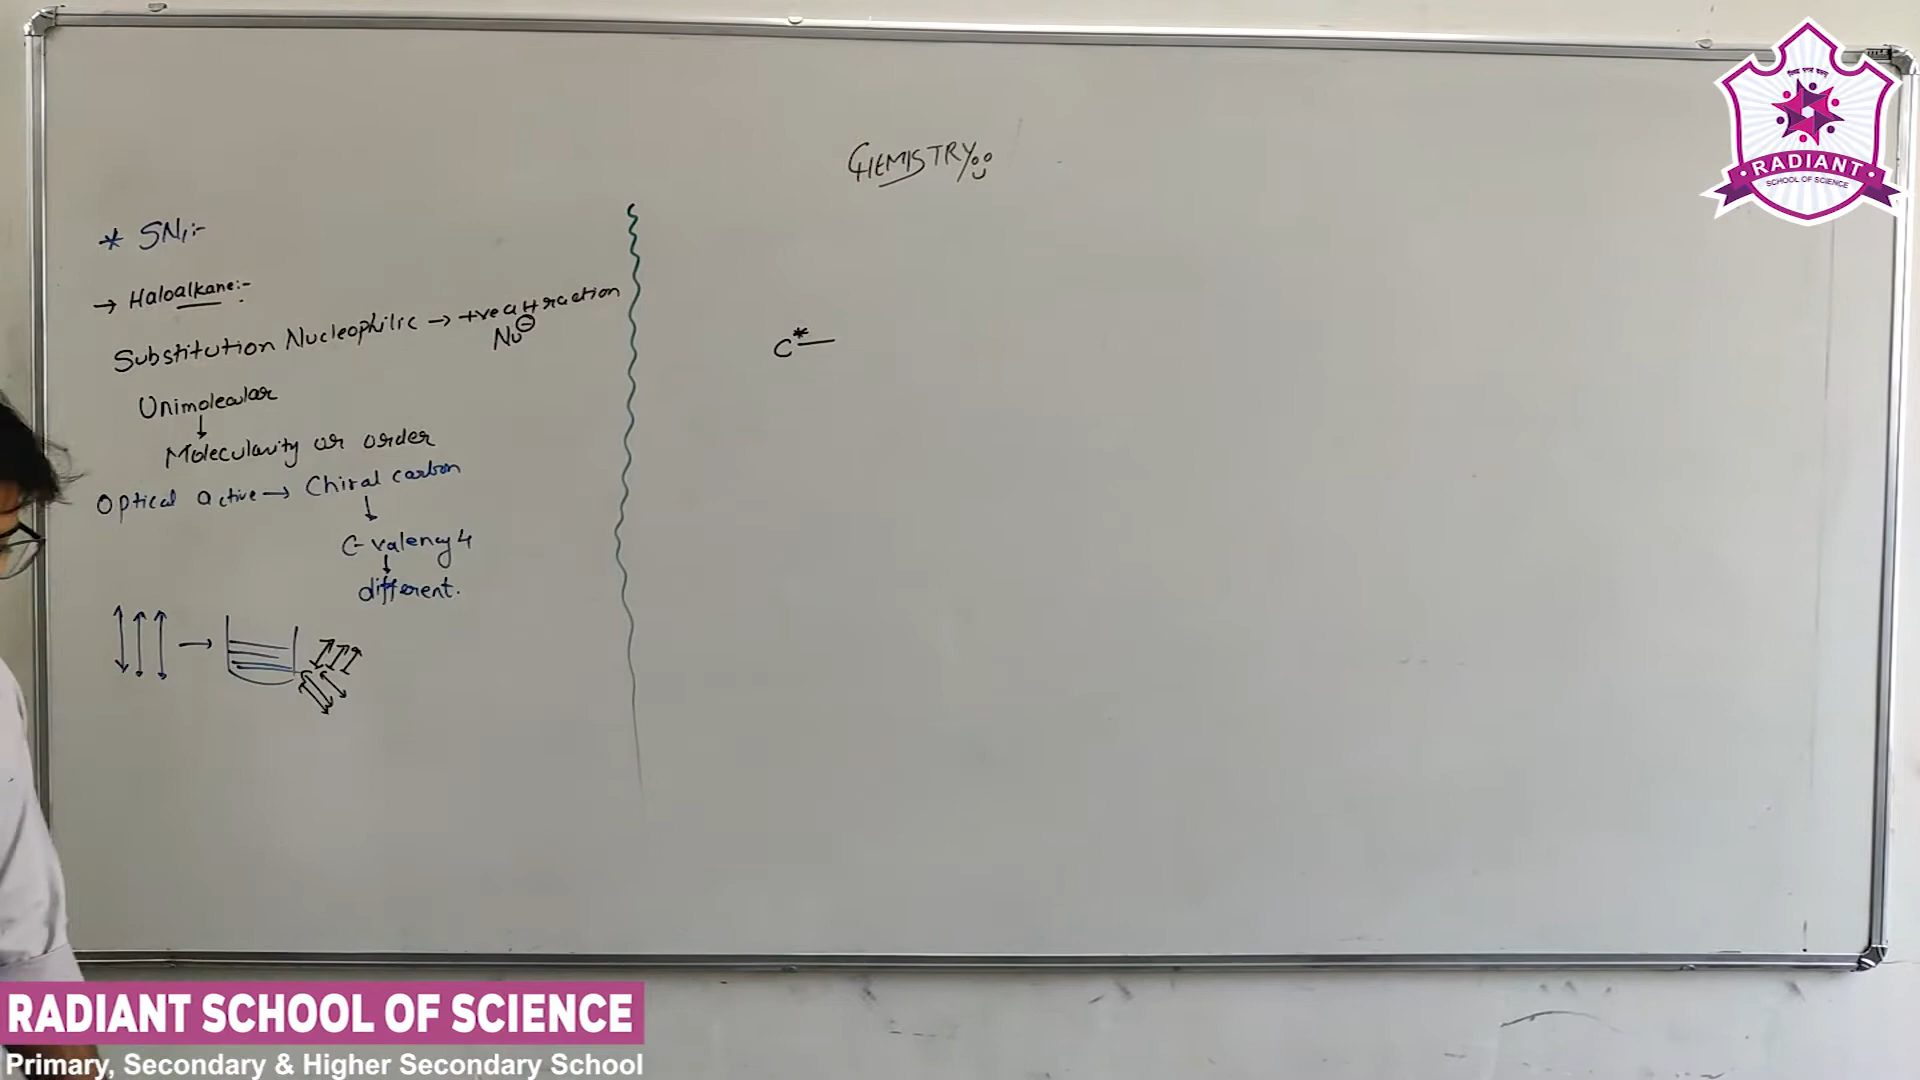 CHEMISTRY
* SN1:-
→ Haloalkane:-
Substitution Nucleophilic → +ve attraction
Nu⊖
Unimolecular
↓
Molecularity or order
Optical active → Chiral carbon
↓
C- valency 4
↓
different.
C*—
RADIANT
SCHOOL OF SCIENCE
RADIANT SCHOOL OF SCIENCE
Primary, Secondary & Higher Secondary School